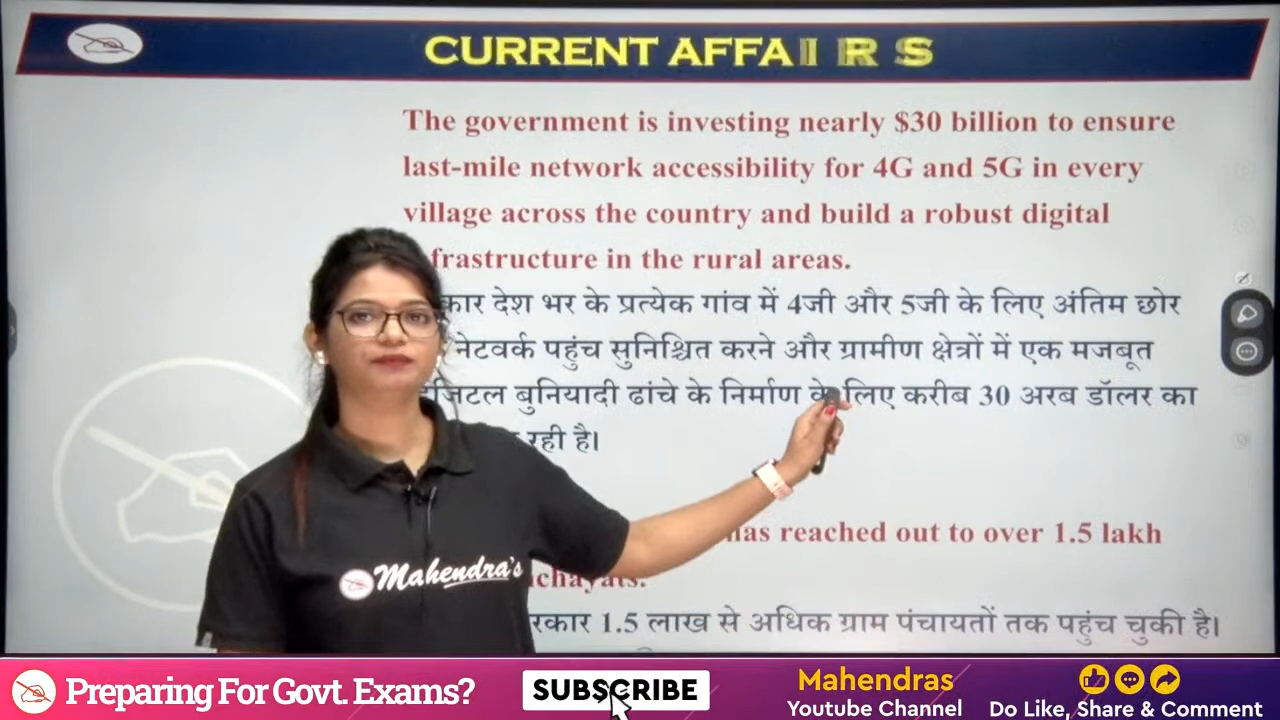 CURRENT AFFAIRS
The government is investing nearly $30 billion to ensure
last-mile network accessibility for 4G and 5G in every
village across the country and build a robust digital
frastructure in the rural areas.
कार देश भर के प्रत्येक गांव में 4जी और 5जी के लिए अंतिम छोर
नेटवर्क पहुंच सुनिश्चित करने और ग्रामीण क्षेत्रों में एक मजबूत
जिटल बुनियादी ढांचे के निर्माण के लिए करीब 30 अरब डॉलर का
रही है।
has reached out to over 1.5 lakh
chayats.
रकार 1.5 लाख से अधिक ग्राम पंचायतों तक पहुंच चुकी है।
Mahendra's
Preparing For Govt. Exams?
SUBSCRIBE
Mahendras
Youtube Channel
Do Like, Share & Comment